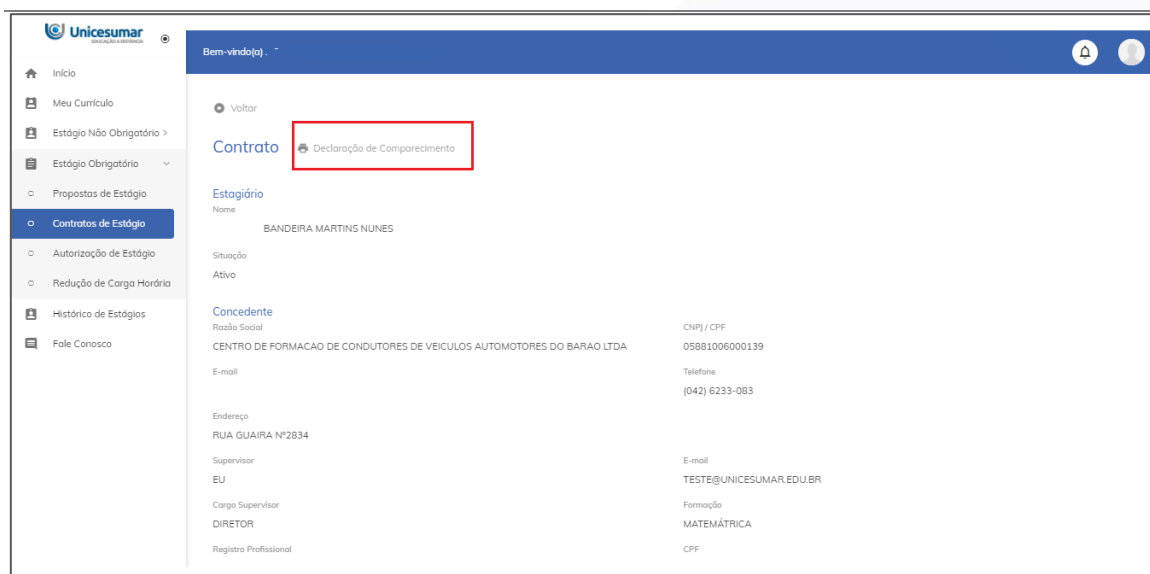 Unicesumar
EDUCAÇÃO A DISTÂNCIA
Início
Meu Currículo
Estágio Não Obrigatório >
Estágio Obrigatório
Propostas de Estágio
Contratos de Estágio
Autorização de Estágio
Redução de Carga Horária
Histórico de Estágios
Fale Conosco
Bem-vindo(a) .
Voltar
Contrato Declaração de Comparecimento
Estagiário
Nome
BANDEIRA MARTINS NUNES
Situação
Ativo
Concedente
Razão Social CNPJ / CPF
CENTRO DE FORMACAO DE CONDUTORES DE VEICULOS AUTOMOTORES DO BARAO LTDA 05881006000139
E-mail Telefone
(042) 6233-083
Endereço
RUA GUAIRA Nº2834
Supervisor E-mail
EU TESTE@UNICESUMAR.EDU.BR
Cargo Supervisor Formação
DIRETOR MATEMÁTRICA
Registro Profissional CPF